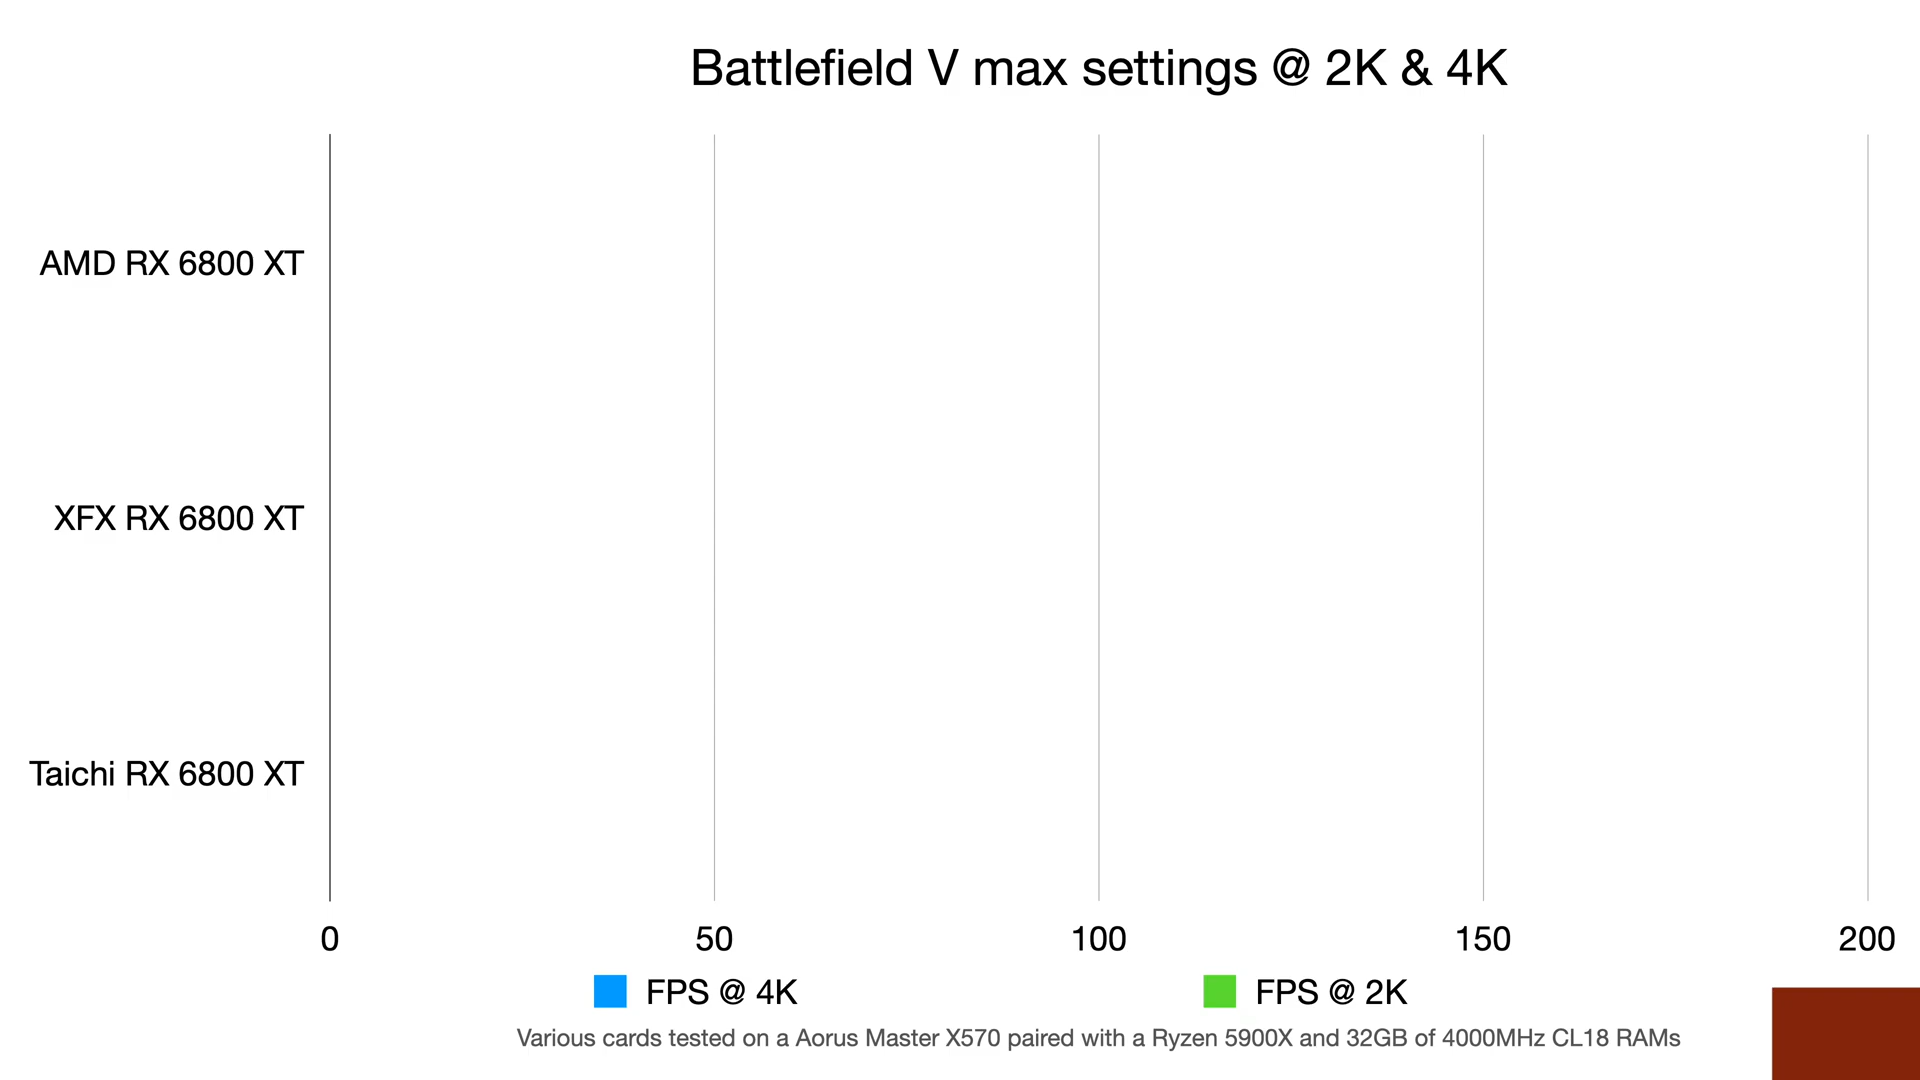 Battlefield V max settings @ 2K & 4K
AMD RX 6800 XT
XFX RX 6800 XT
Taichi RX 6800 XT
0 50 100 150 200
FPS @ 4K FPS @ 2K
Various cards tested on a Aorus Master X570 paired with a Ryzen 5900X and 32GB of 4000MHz CL18 RAMs